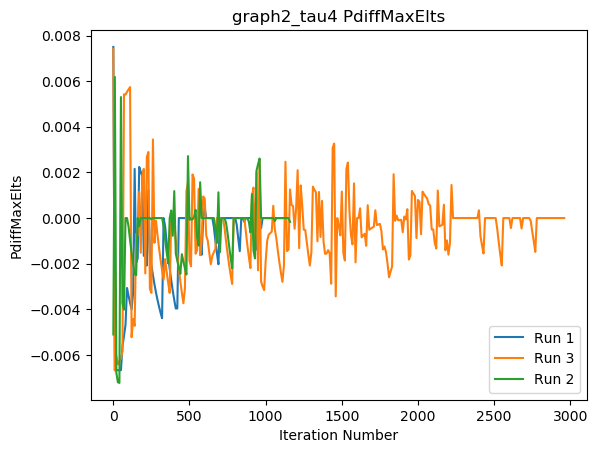 graph2_tau4 PdiffMaxElts
0.008
0.006
0.004
0.002
0.000
−0.002
−0.004
−0.006
PdiffMaxElts
0
500
1000
1500
2000
2500
3000
Iteration Number
Run 1
Run 3
Run 2